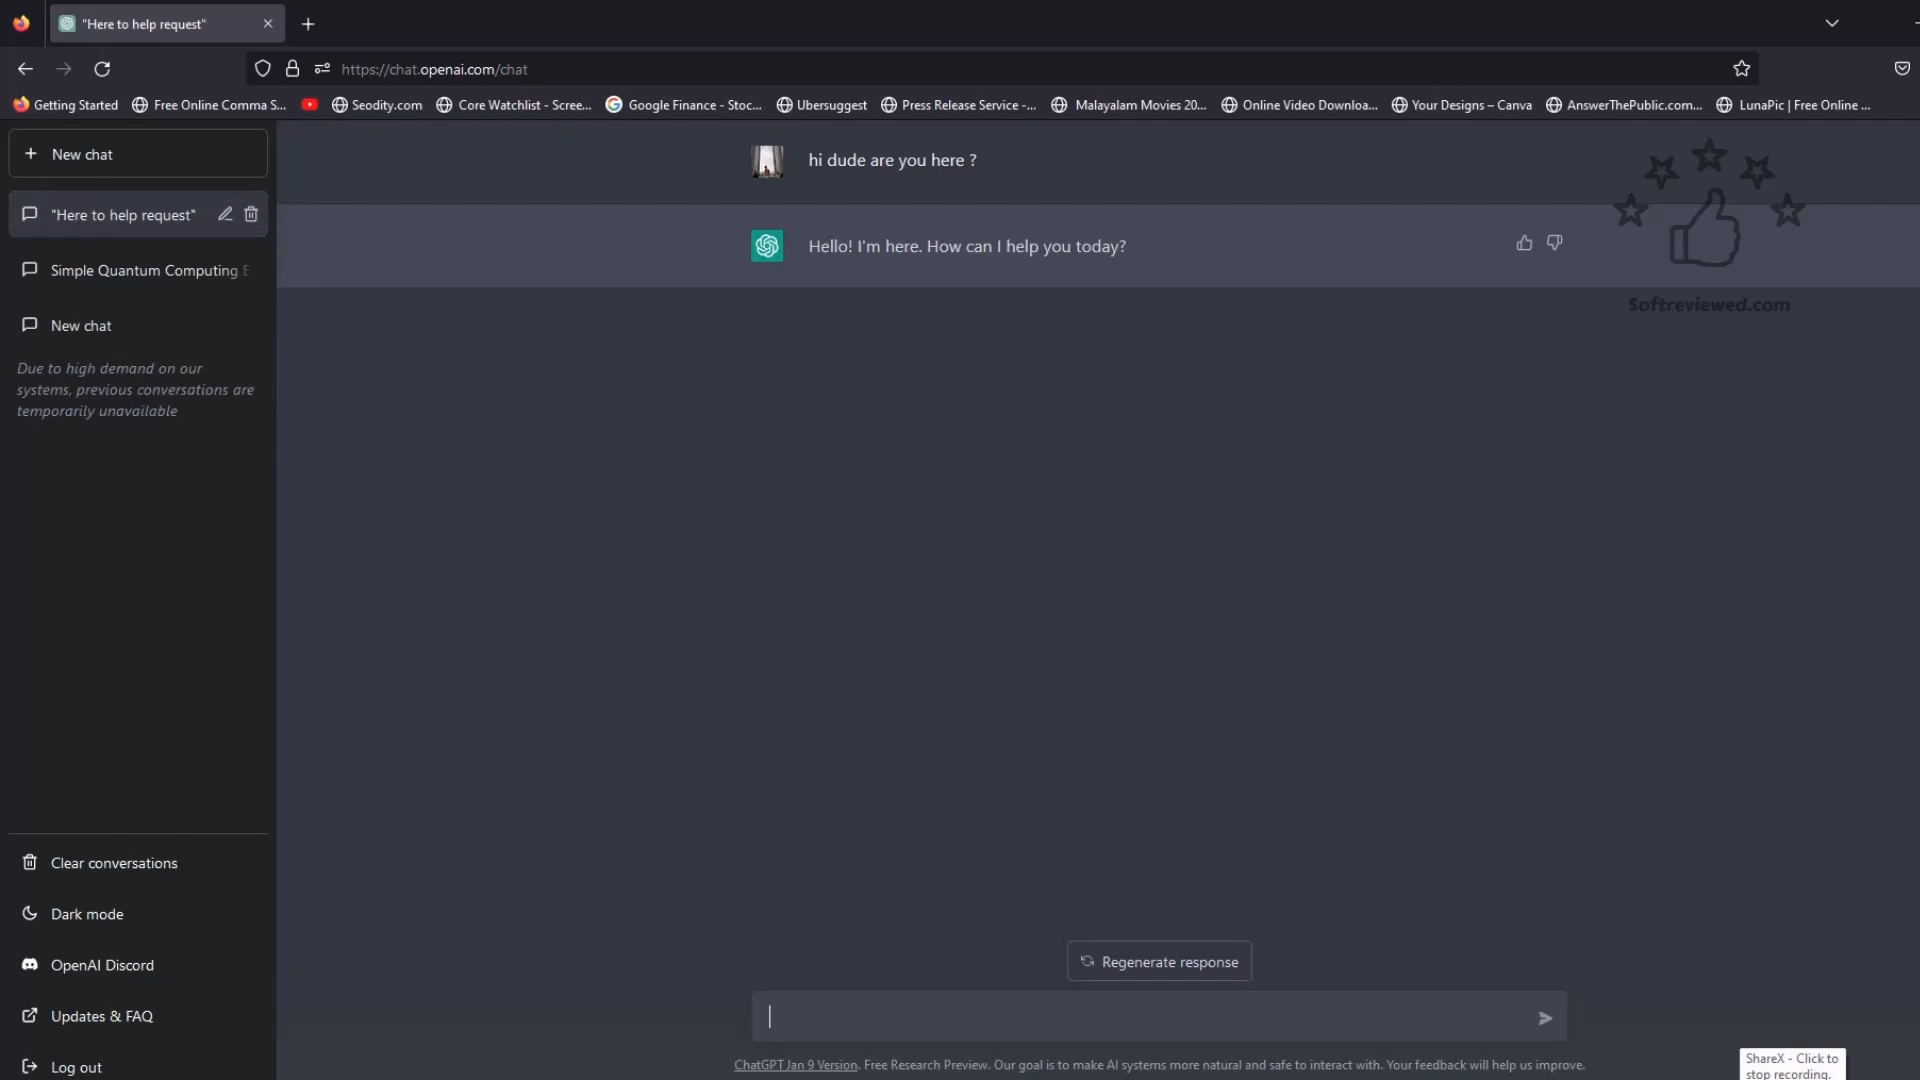 "Here to help request"
https://chat.openai.com/chat
Getting Started
Free Online Comma S...
Seodity.com
Core Watchlist - Scree...
Google Finance - Stoc...
Ubersuggest
Press Release Service -...
Malayalam Movies 20...
Online Video Downloa...
Your Designs – Canva
AnswerThePublic.com...
LunaPic | Free Online ...
New chat
"Here to help request"
Simple Quantum Computing E
New chat
Due to high demand on our
systems, previous conversations are
temporarily unavailable
Clear conversations
Dark mode
OpenAI Discord
Updates & FAQ
Log out
hi dude are you here ?
Hello! I'm here. How can I help you today?
Softreviewed.com
Regenerate response
ChatGPT Jan 9 Version. Free Research Preview. Our goal is to make AI systems more natural and safe to interact with. Your feedback will help us improve.
ShareX - Click to
stop recording.